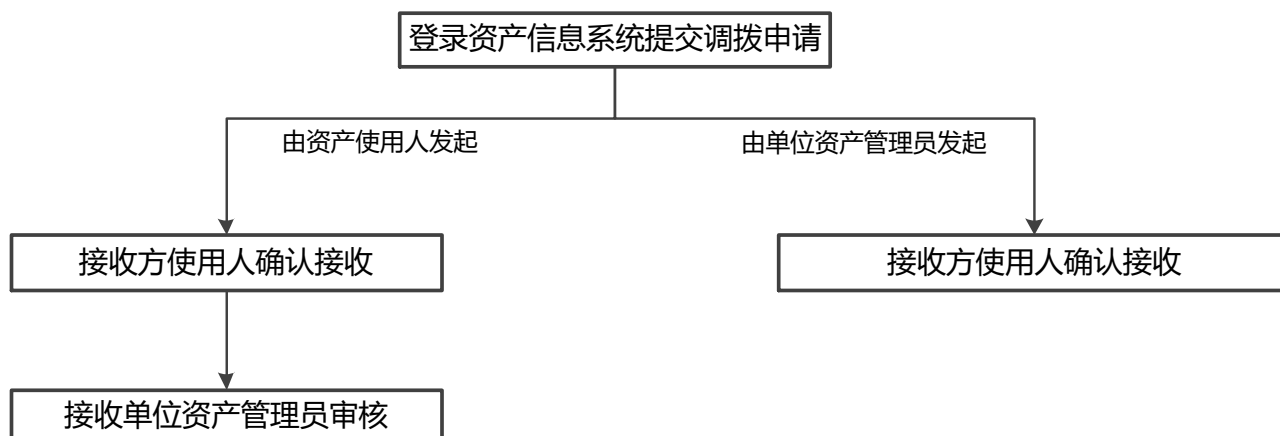 登录资产信息系统提交调拨申请
由资产使用人发起
由单位资产管理员发起
接收方使用人确认接收
接收方使用人确认接收
接收单位资产管理员审核